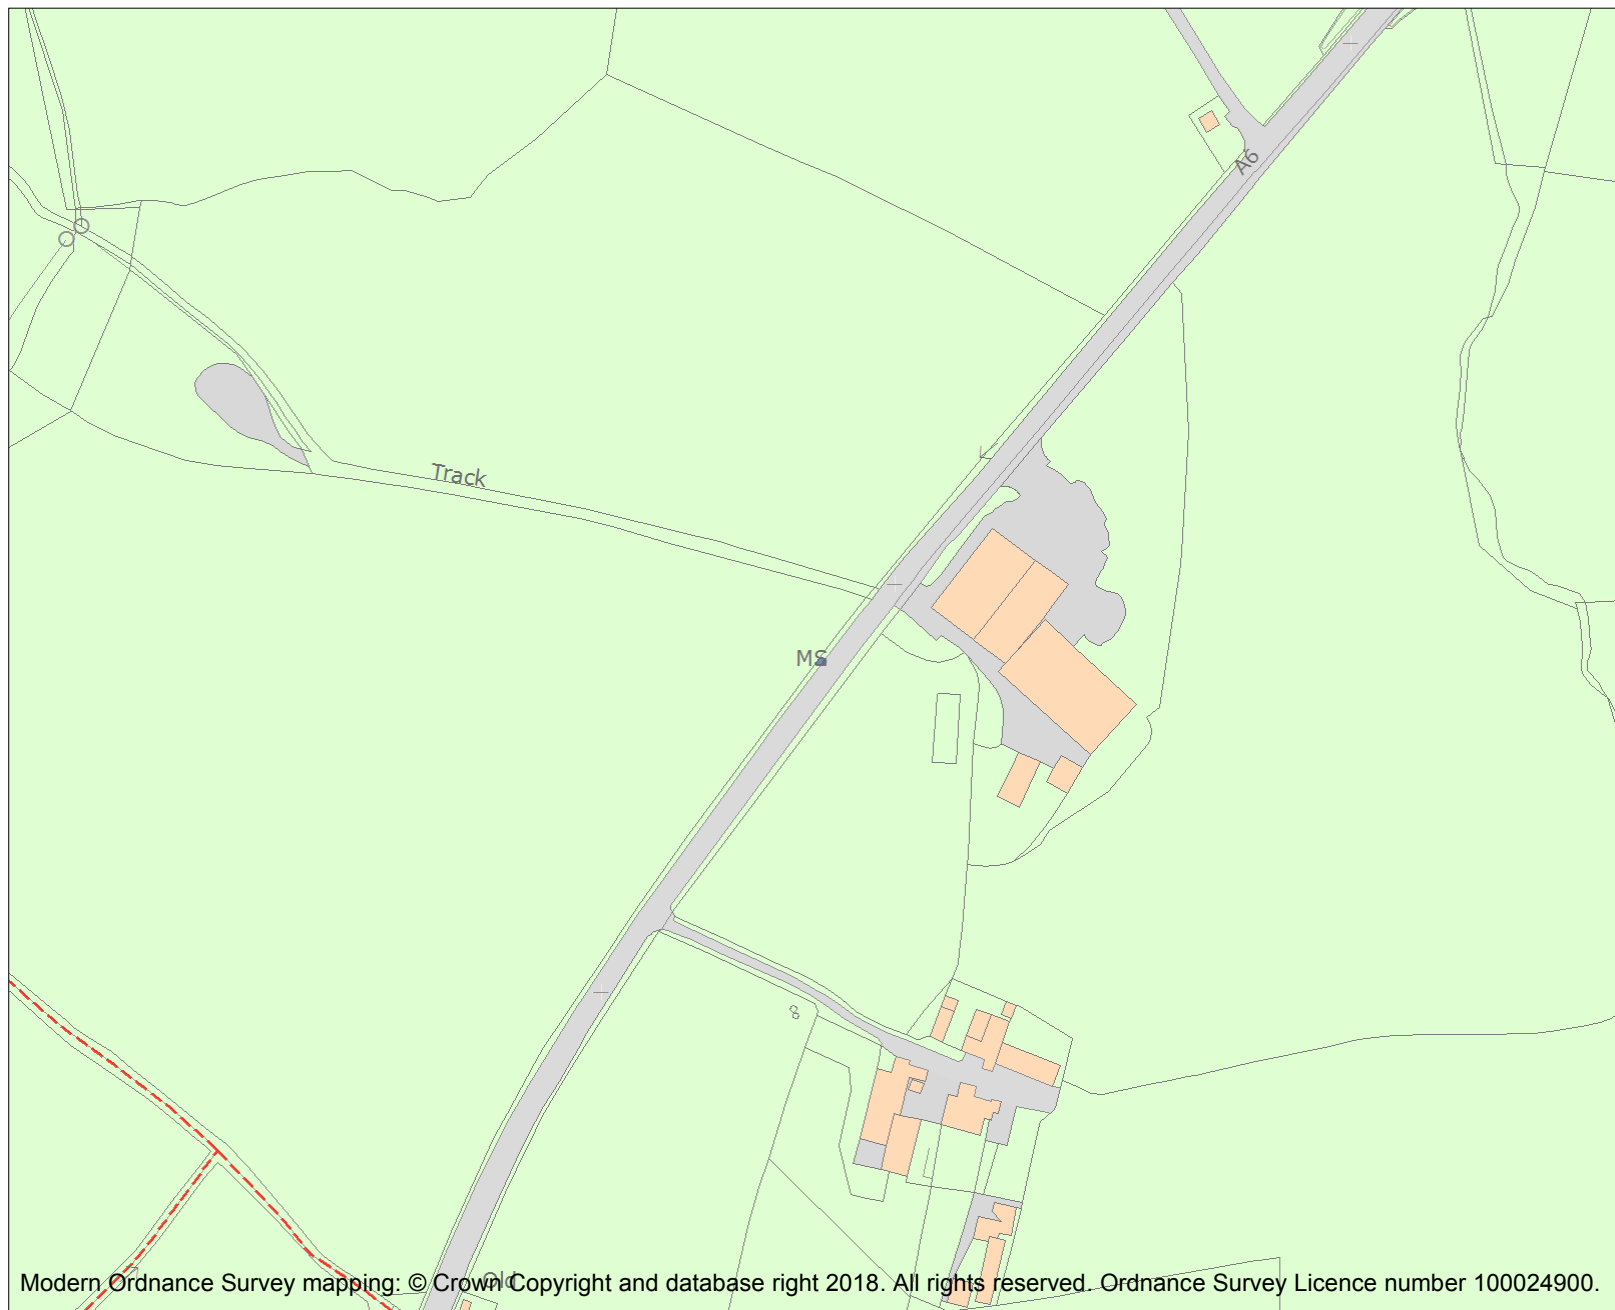 A6
Track
MS
Old
Modern Ordnance Survey mapping: © Crown Copyright and database right 2018. All rights reserved. Ordnance Survey Licence number 100024900.